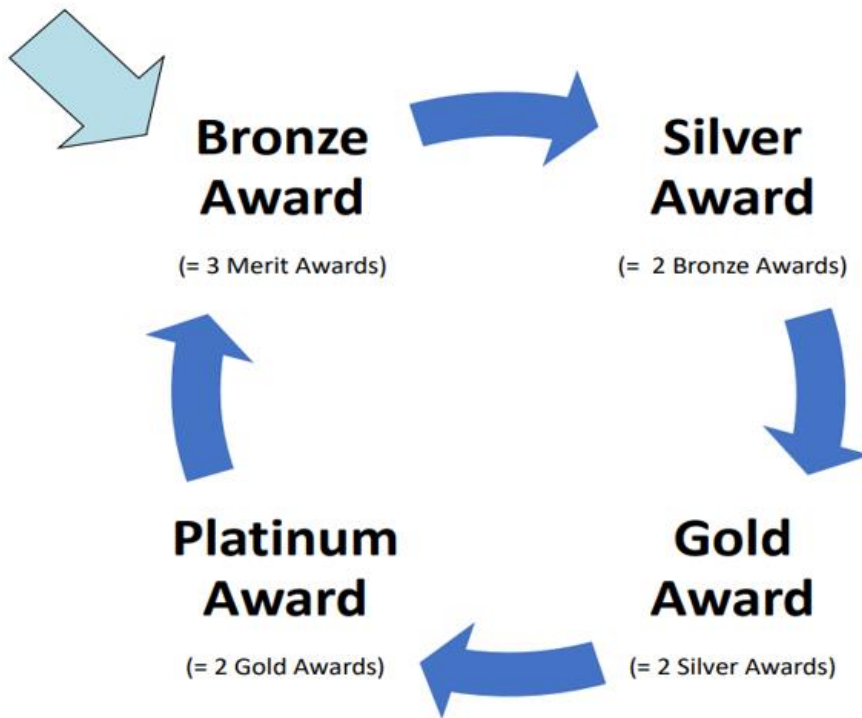 Bronze
Award
(= 3 Merit Awards)
Silver
Award
(=  2 Bronze Awards)
Platinum
Award
(= 2 Gold Awards)
Gold
Award
(= 2 Silver Awards)